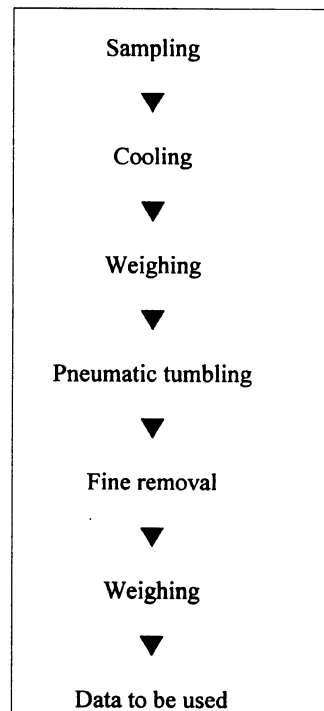 Sampling
Cooling
Weighing
Pneumatic tumbling
Fine removal
Weighing
Data to be used